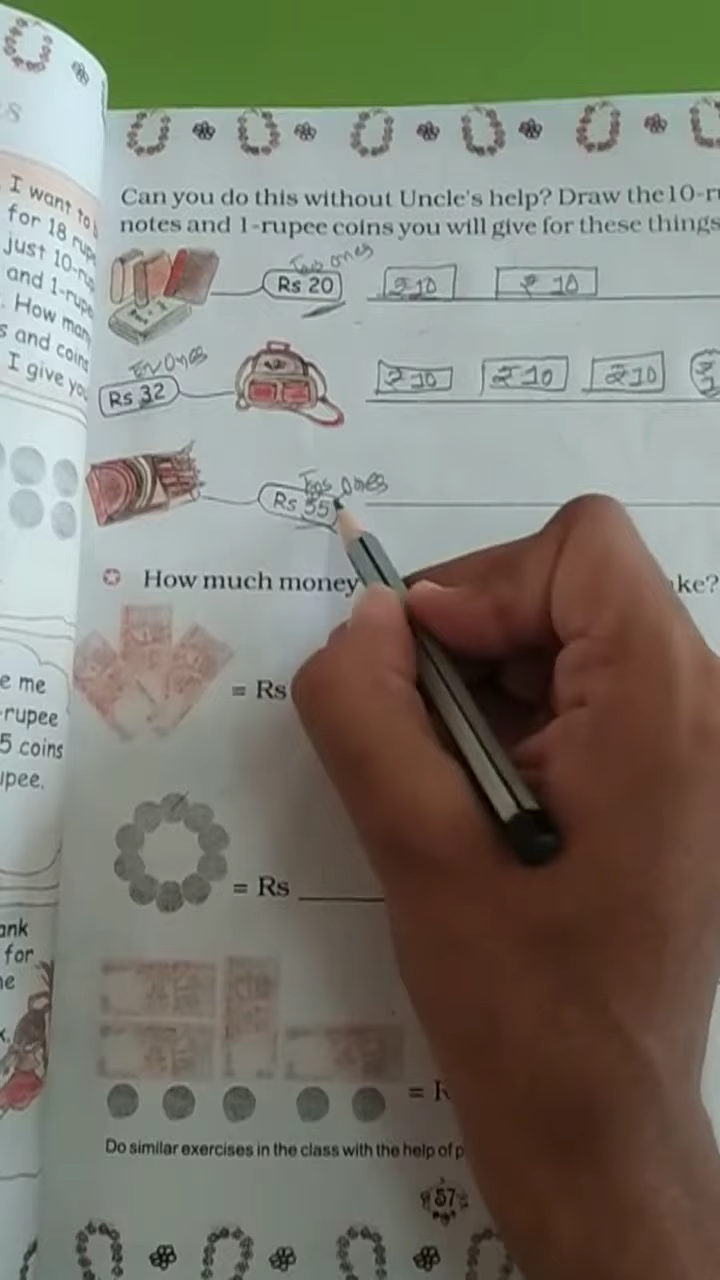 I want to
for 18 rup
just 10-ru
and 1-rupe
How man
s and coins
I give yo
Can you do this without Uncle's help? Draw the 10-ru
notes and 1-rupee coins you will give for these things
Rs 20
₹10 ₹10
Rs 32
₹10 ₹10 ₹10
Rs 35
How much money ke?
= Rs
= Rs
e me
-rupee
5 coins
upee.
ank
for
= R
Do similar exercises in the class with the help of p
57